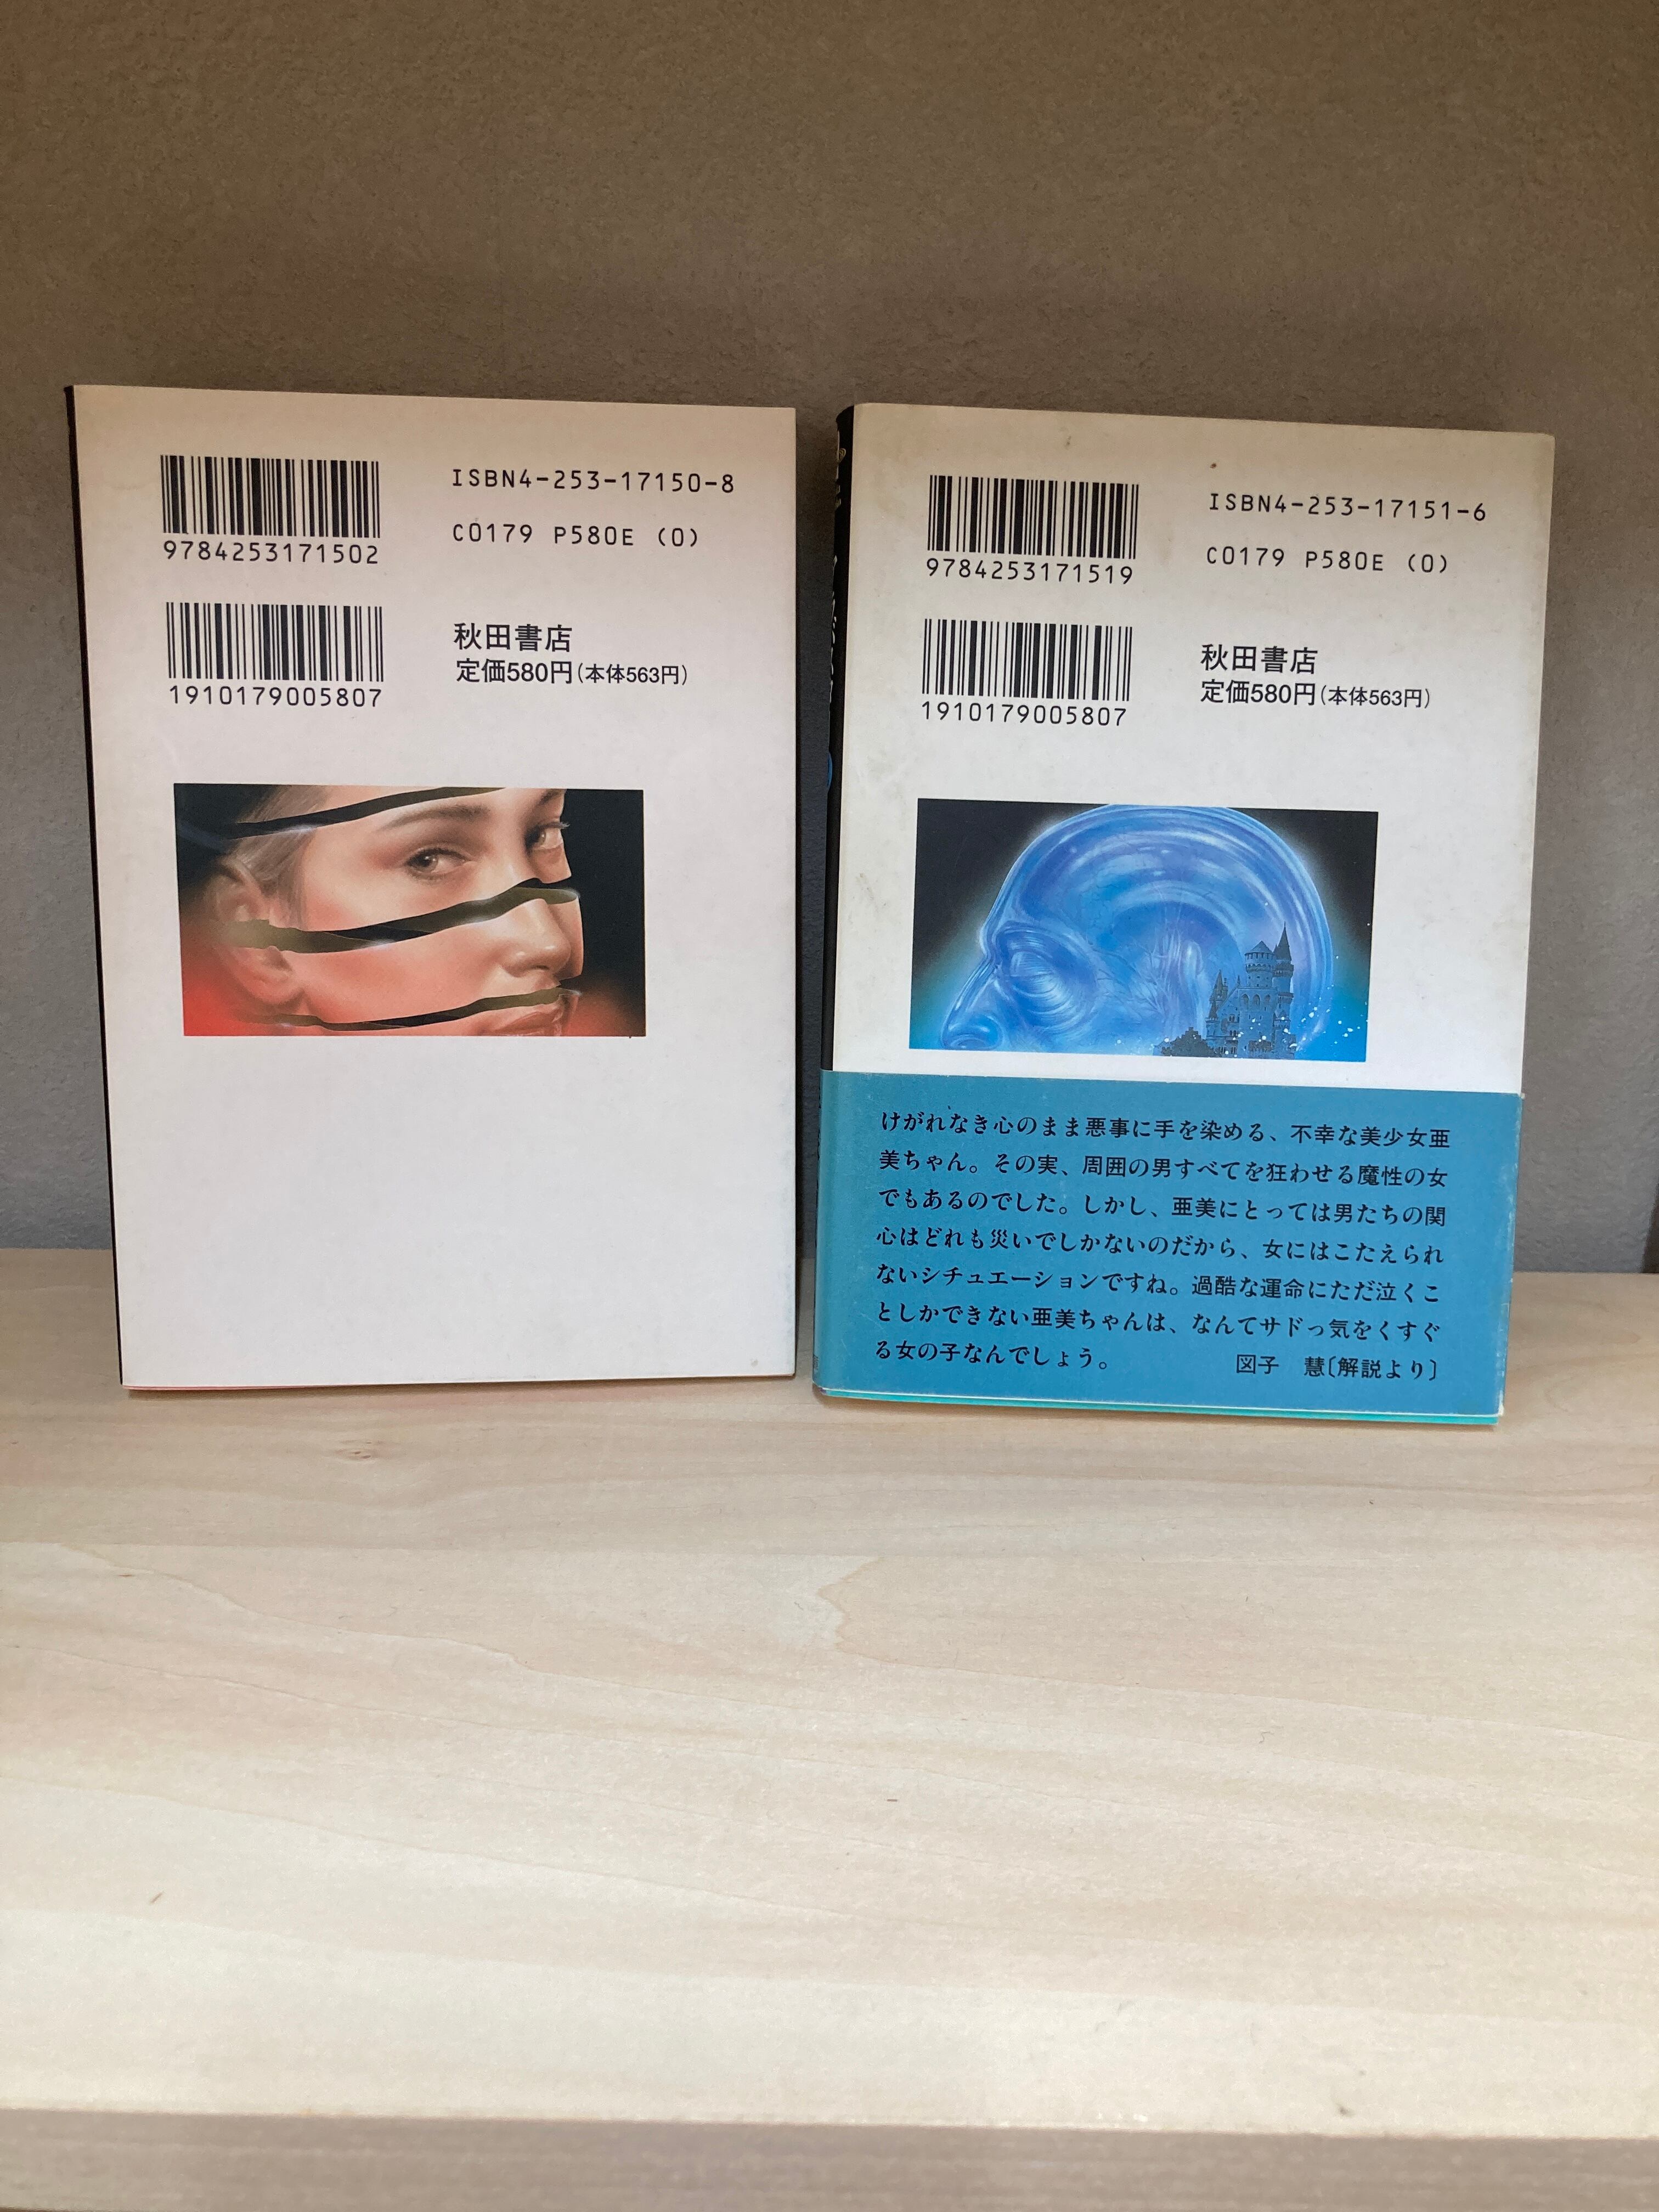 ISBN4-253-17150-8
C0179 P580E (0)
9784253171502
1910179005807
秋田書店
定価580円(本体563円)
ISBN4-253-17151-6
C0179 P580E (0)
9784253171519
1910179005807
秋田書店
定価580円(本体563円)
けがれなき心のまま悪事に手を染める、不幸な美少女亜
美ちゃん。その実、周囲の男すべてを狂わせる魔性の女
でもあるのでした。しかし、亜美にとっては男たちの関
心はどれも災いでしかないのだから、女にはこたえられ
ないシチュエーションですね。過酷な運命にただ泣くこ
としかできない亜美ちゃんは、なんてサドっ気をくすぐ
る女の子なんでしょう。 図子 慧〔解説より〕